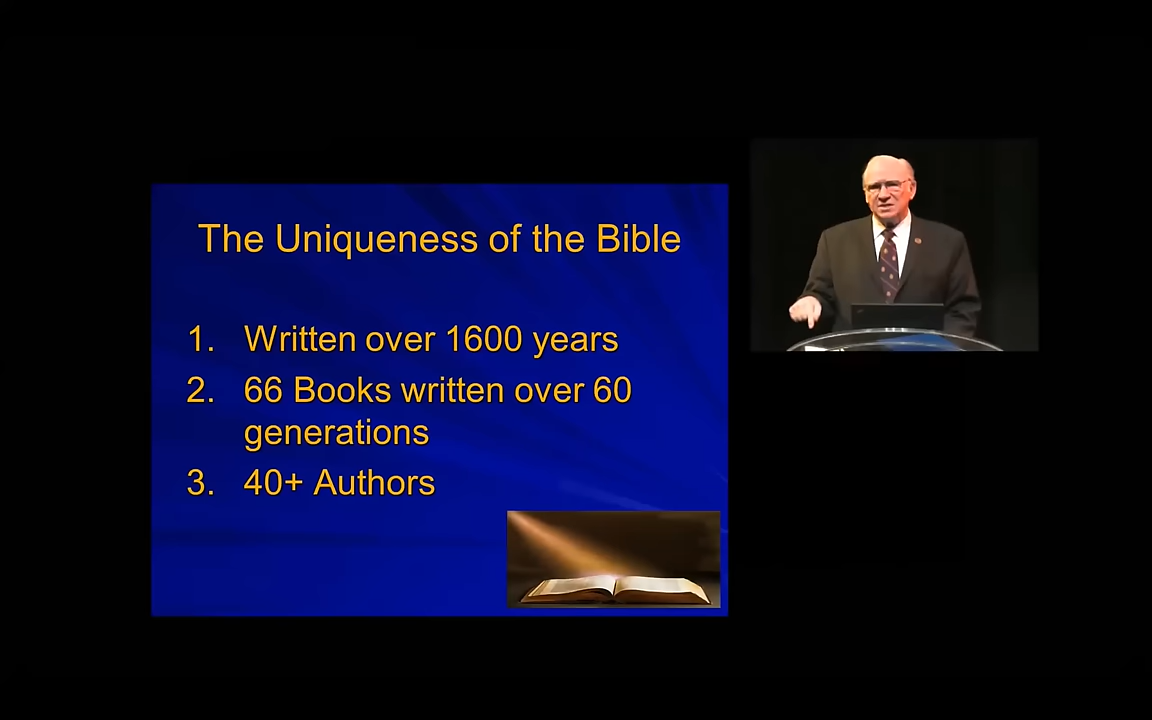 The Uniqueness of the Bible
1. Written over 1600 years
2. 66 Books written over 60
generations
3. 40+ Authors